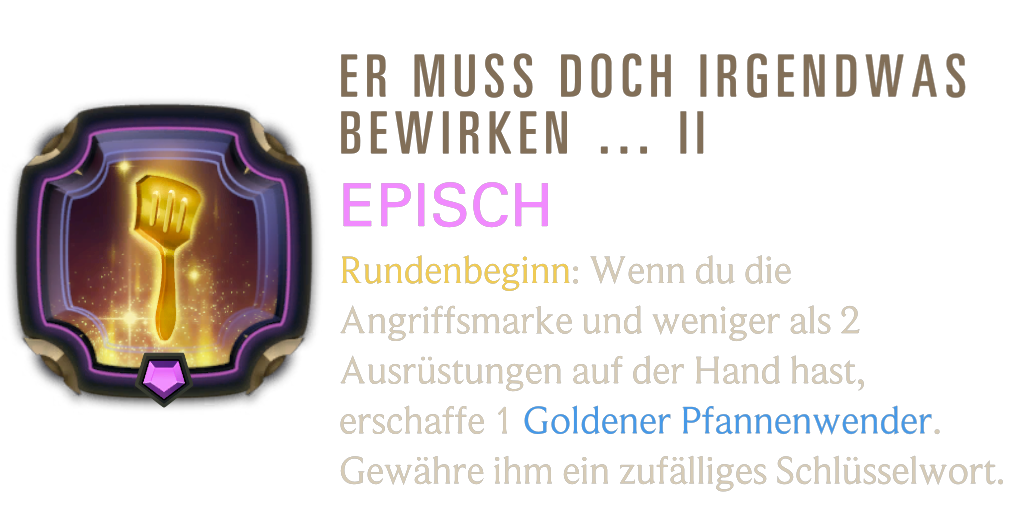 ER MUSS DOCH IRGENDWAS
BEWIRKEN ... II
EPISCH
Rundenbeginn: Wenn du die
Angriffsmarke und weniger als 2
Ausrüstungen auf der Hand hast,
erschaffe 1 Goldener Pfannenwender.
Gewähre ihm ein zufälliges Schlüsselwort.